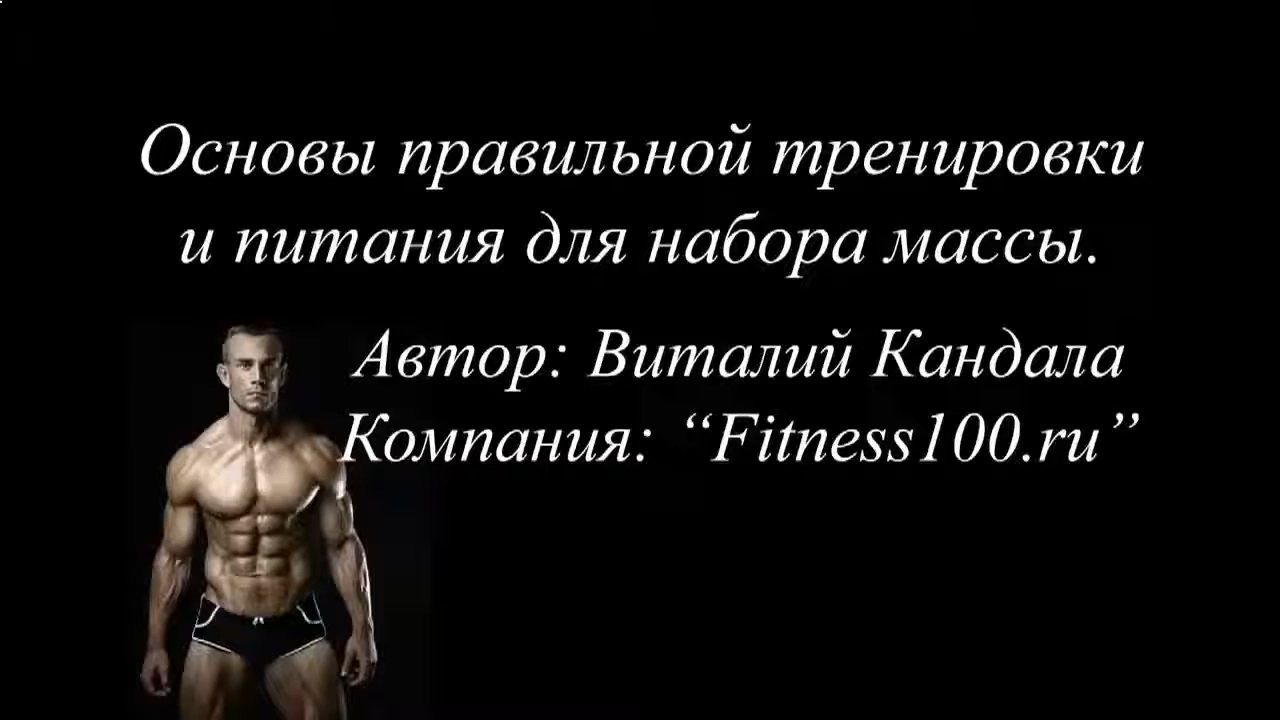 Основы правильной тренировки
и питания для набора массы.
Автор: Виталий Кандала
Компания: “Fitness100.ru”